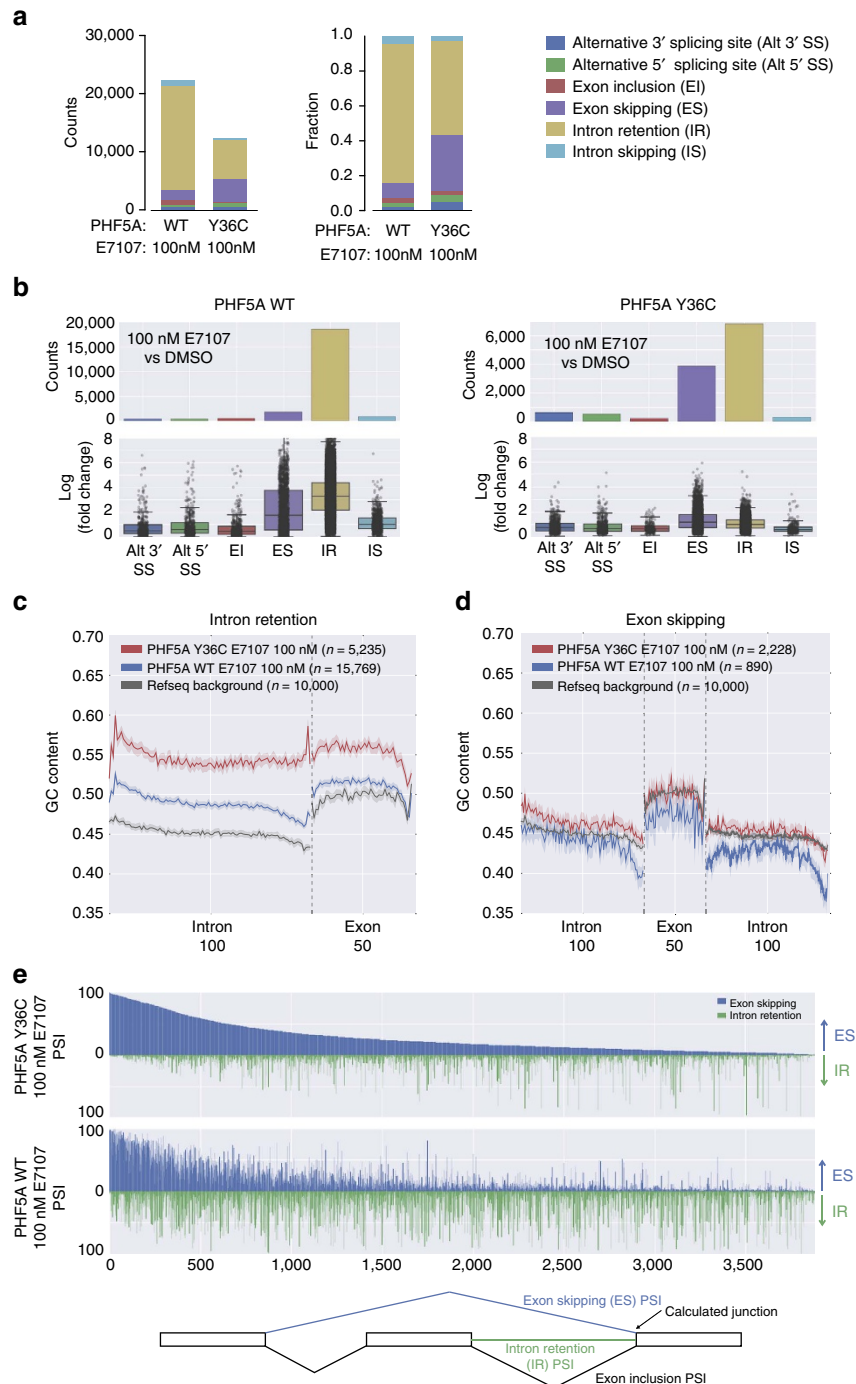 a
30,000
20,000
10,000
0
Counts
PHF5A: WT Y36C
E7107: 100nM 100nM
1.0
0.8
0.6
0.4
0.2
0.0
Fraction
PHF5A: WT Y36C
E7107: 100nM 100nM
Alternative 3′ splicing site (Alt 3′ SS)
Alternative 5′ splicing site (Alt 5′ SS)
Exon inclusion (EI)
Exon skipping (ES)
Intron retention (IR)
Intron skipping (IS)
b
PHF5A WT
20,000
15,000
10,000
5,000
0
Counts
100 nM E7107
vs DMSO
8
6
4
2
0
Log
(fold change)
Alt 3′ SS
Alt 5′ SS
EI
ES
IR
IS
PHF5A Y36C
6,000
4,000
2,000
0
Counts
100 nM E7107
vs DMSO
8
6
4
2
0
Log
(fold change)
Alt 3′ SS
Alt 5′ SS
EI
ES
IR
IS
c
Intron retention
0.70
0.65
0.60
0.55
0.50
0.45
0.40
0.35
GC content
PHF5A Y36C E7107 100 nM (n = 5,235)
PHF5A WT E7107 100 nM (n = 15,769)
Refseq background (n = 10,000)
Intron
100
Exon
50
d
Exon skipping
0.70
0.65
0.60
0.55
0.50
0.45
0.40
0.35
GC content
PHF5A Y36C E7107 100 nM (n = 2,228)
PHF5A WT E7107 100 nM (n = 890)
Refseq background (n = 10,000)
Intron
100
Exon
50
Intron
100
e
PHF5A Y36C
100 nM E7107
PSI
100
0
100
Exon skipping
Intron retention
ES
IR
PHF5A WT
100 nM E7107
PSI
100
0
100
ES
IR
0 500 1,000 1,500 2,000 2,500 3,000 3,500
Exon skipping (ES) PSI
Calculated junction
Intron retention
(IR) PSI
Exon inclusion PSI